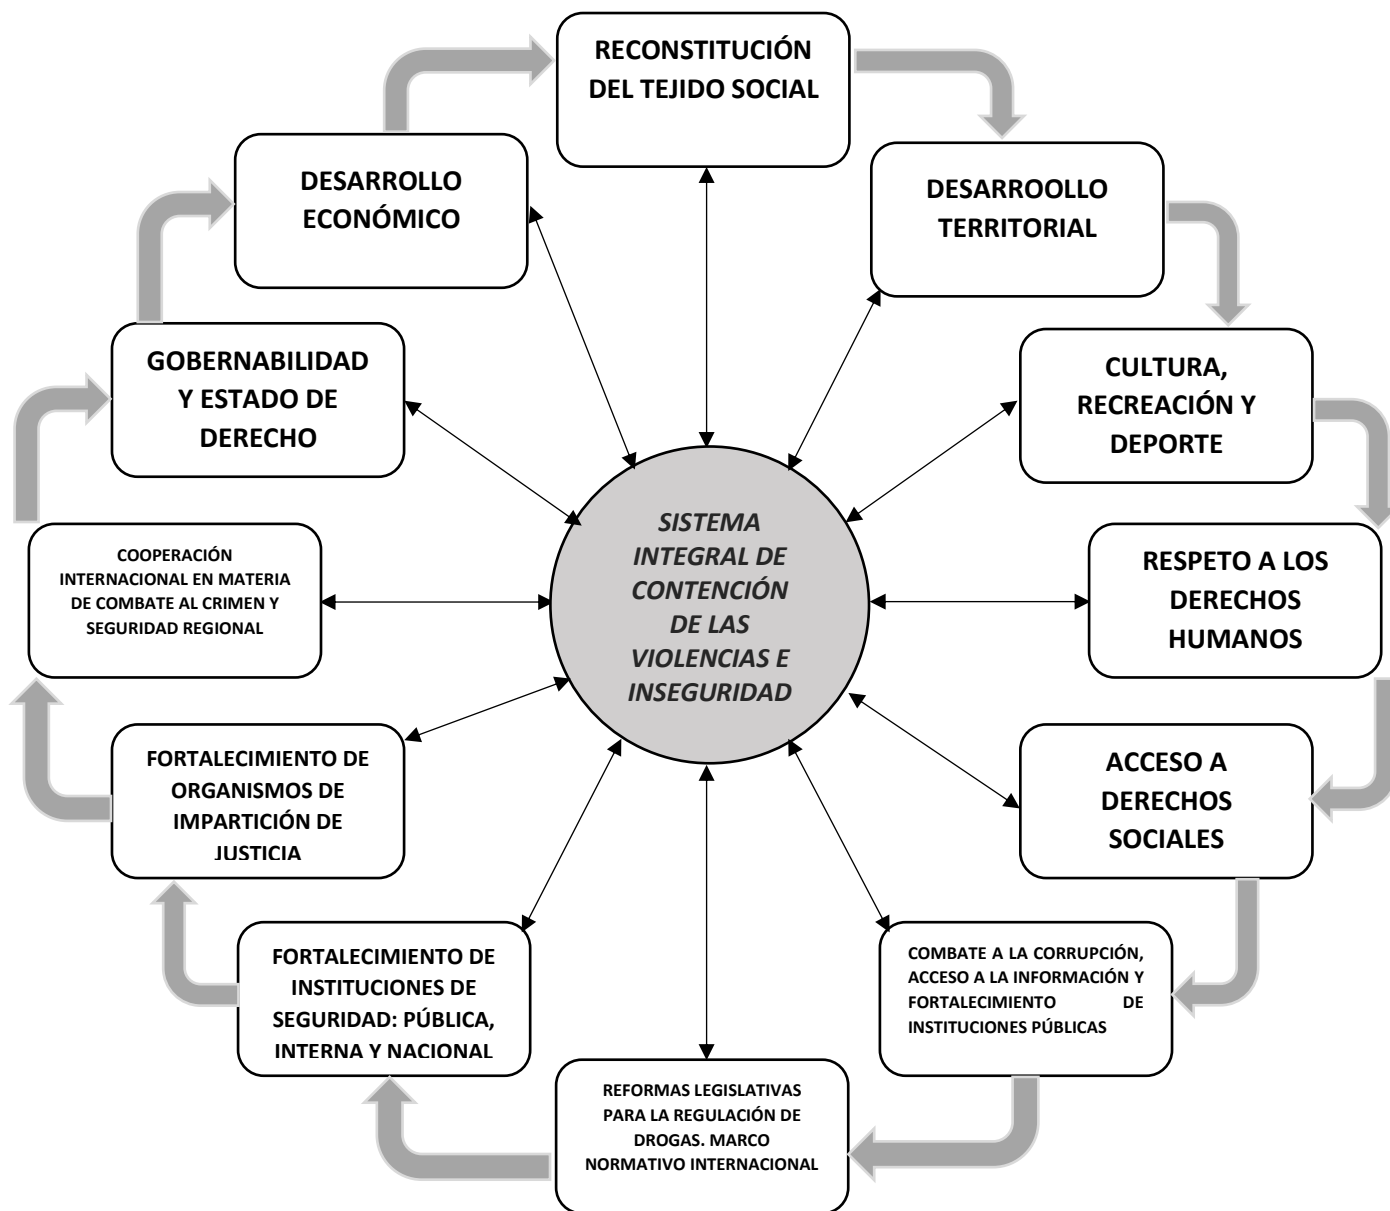 RECONSTITUCIÓN
DEL TEJIDO SOCIAL
DESARROLLO
ECONÓMICO
DESARROOLLO
TERRITORIAL
GOBERNABILIDAD
Y ESTADO DE
DERECHO
CULTURA,
RECREACIÓN Y
DEPORTE
SISTEMA
INTEGRAL DE
CONTENCIÓN
DE LAS
VIOLENCIAS E
INSEGURIDAD
COOPERACIÓN
INTERNACIONAL EN MATERIA
DE COMBATE AL CRIMEN Y
SEGURIDAD REGIONAL
RESPETO A LOS
DERECHOS
HUMANOS
FORTALECIMIENTO DE
ORGANISMOS DE
IMPARTICIÓN DE
JUSTICIA
ACCESO A
DERECHOS
SOCIALES
FORTALECIMIENTO DE
INSTITUCIONES DE
SEGURIDAD: PÚBLICA,
INTERNA Y NACIONAL
COMBATE A LA CORRUPCIÓN,
ACCESO A LA INFORMACIÓN Y
FORTALECIMIENTO DE
INSTITUCIONES PÚBLICAS
REFORMAS LEGISLATIVAS
PARA LA REGULACIÓN DE
DROGAS. MARCO
NORMATIVO INTERNACIONAL